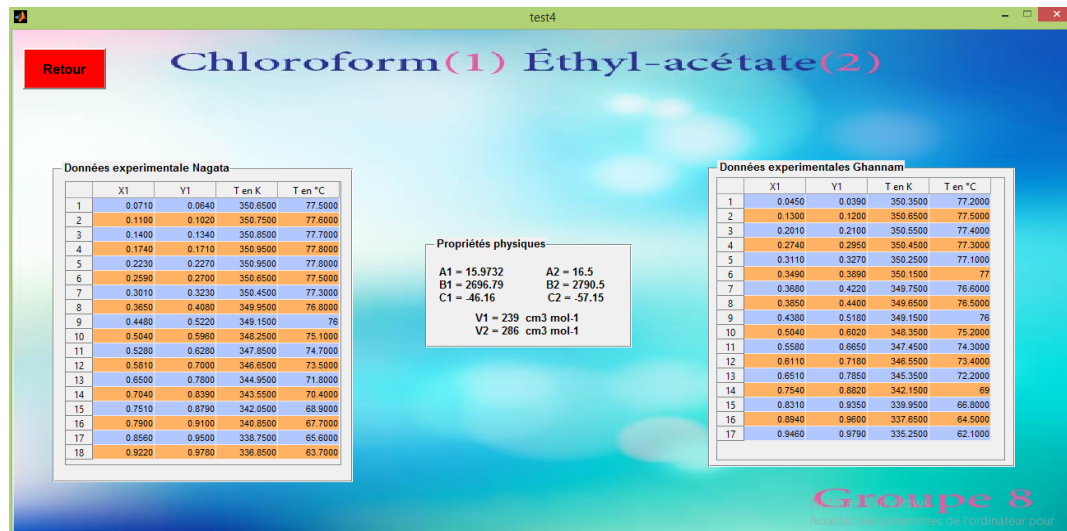 test4
Retour
Chloroform(1) Éthyl-acétate(2)
Données experimentale Nagata
X1 Y1 T en K T en °C
1 0.0710 0.0640 350.6500 77.5000
2 0.1100 0.1020 350.7500 77.6000
3 0.1400 0.1340 350.8500 77.7000
4 0.1740 0.1710 350.9500 77.8000
5 0.2230 0.2270 350.9500 77.8000
6 0.2590 0.2700 350.6500 77.5000
7 0.3010 0.3230 350.4500 77.3000
8 0.3650 0.4080 349.9500 76.8000
9 0.4480 0.5220 349.1500 76
10 0.5040 0.5960 348.2500 75.1000
11 0.5280 0.6280 347.8500 74.7000
12 0.5810 0.7000 346.6500 73.5000
13 0.6500 0.7800 344.9500 71.8000
14 0.7040 0.8390 343.5500 70.4000
15 0.7510 0.8790 342.0500 68.9000
16 0.7900 0.9100 340.8500 67.7000
17 0.8560 0.9500 338.7500 65.6000
18 0.9220 0.9780 336.8500 63.7000
Propriétés physiques
A1 = 15.9732 A2 = 16.5
B1 = 2696.79 B2 = 2790.5
C1 = -46.16 C2 = -57.15
V1 = 239 cm3 mol-1
V2 = 286 cm3 mol-1
Données experimentales Ghannam
X1 Y1 T en K T en °C
1 0.0450 0.0390 350.3500 77.2000
2 0.1300 0.1200 350.6500 77.5000
3 0.2010 0.2100 350.5500 77.4000
4 0.2740 0.2950 350.4500 77.3000
5 0.3110 0.3270 350.2500 77.1000
6 0.3490 0.3890 350.1500 77
7 0.3680 0.4220 349.7500 76.6000
8 0.3850 0.4400 349.6500 76.5000
9 0.4380 0.5180 349.1500 76
10 0.5040 0.6020 348.3500 75.2000
11 0.5580 0.6650 347.4500 74.3000
12 0.6110 0.7180 346.5500 73.4000
13 0.6510 0.7850 345.3500 72.2000
14 0.7540 0.8820 342.1500 69
15 0.8310 0.9350 339.9500 66.8000
16 0.8940 0.9600 337.6500 64.5000
17 0.9460 0.9790 335.2500 62.1000
Groupe 8
de l'ordinateur pour